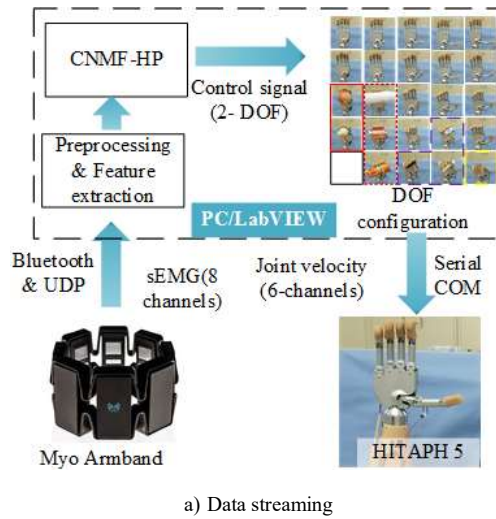 CNMF-HP
Control signal
(2- DOF)
Preprocessing
& Feature
extraction
DOF
configuration
PC/LabVIEW
Bluetooth
& UDP
sEMG(8
channels)
Joint velocity
(6-channels)
Serial
COM
Myo Armband
HITAPH 5
a) Data streaming